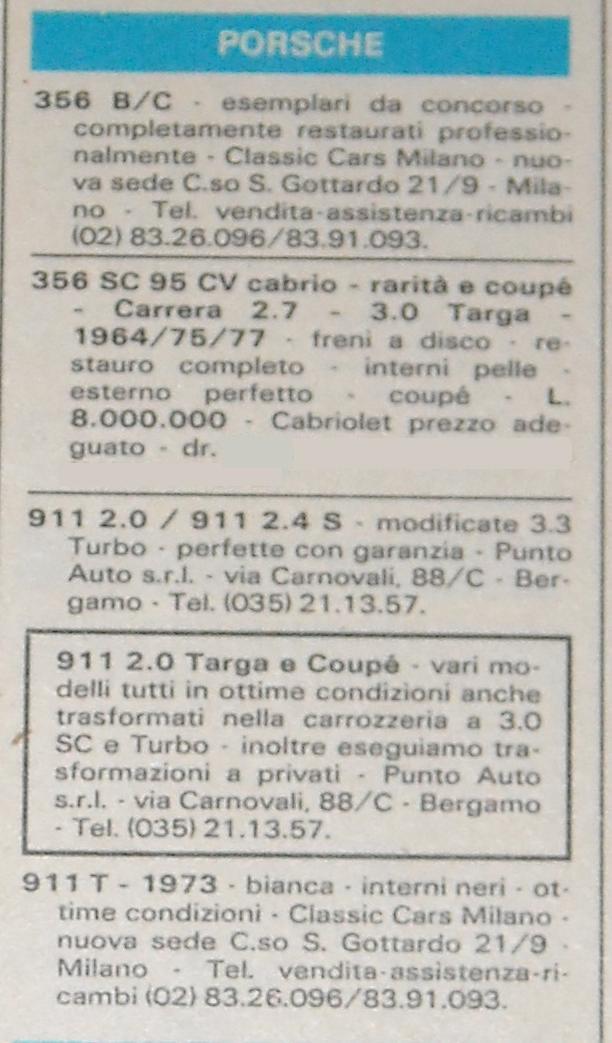 PORSCHE
356 B/C - esemplari da concorso -
completamente restaurati professio-
nalmente - Classic Cars Milano - nuo-
va sede C.so S. Gottardo 21/9 - Mila-
no - Tel. vendita-assistenza-ricambi
(02) 83.26.096/83.91.093.
356 SC 95 CV cabrio - rarità e coupé
- Carrera 2.7 - 3.0 Targa -
1964/75/77 - freni a disco - re-
stauro completo - interni pelle -
esterno perfetto - coupé - L.
8.000.000 - Cabriolet prezzo ade-
guato - dr.
911 2.0 / 911 2.4 S - modificate 3.3
Turbo - perfette con garanzia - Punto
Auto s.r.l. - via Carnovali, 88/C - Ber-
gamo - Tel. (035) 21.13.57.
911 2.0 Targa e Coupé - vari mo-
delli tutti in ottime condizioni anche
trasformati nella carrozzeria a 3.0
SC e Turbo - inoltre eseguiamo tra-
sformazioni a privati - Punto Auto
s.r.l. - via Carnovali, 88/C - Bergamo
- Tel. (035) 21.13.57.
911 T - 1973 - bianca - interni neri - ot-
time condizioni - Classic Cars Milano -
nuova sede C.so S. Gottardo 21/9 -
Milano - Tel. vendita-assistenza-ri-
cambi (02) 83.26.096/83.91.093.